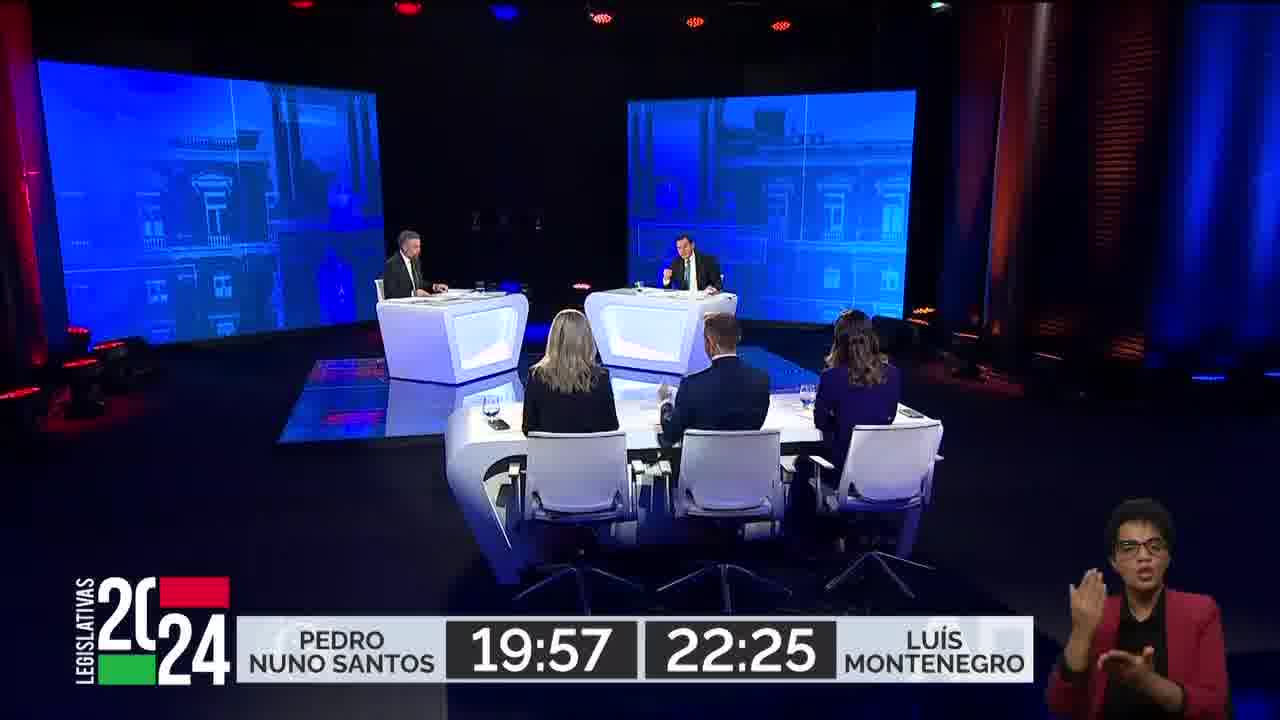 LEGISLATIVAS
2024
PEDRO
NUNO SANTOS
19:57
22:25
LUÍS
MONTENEGRO